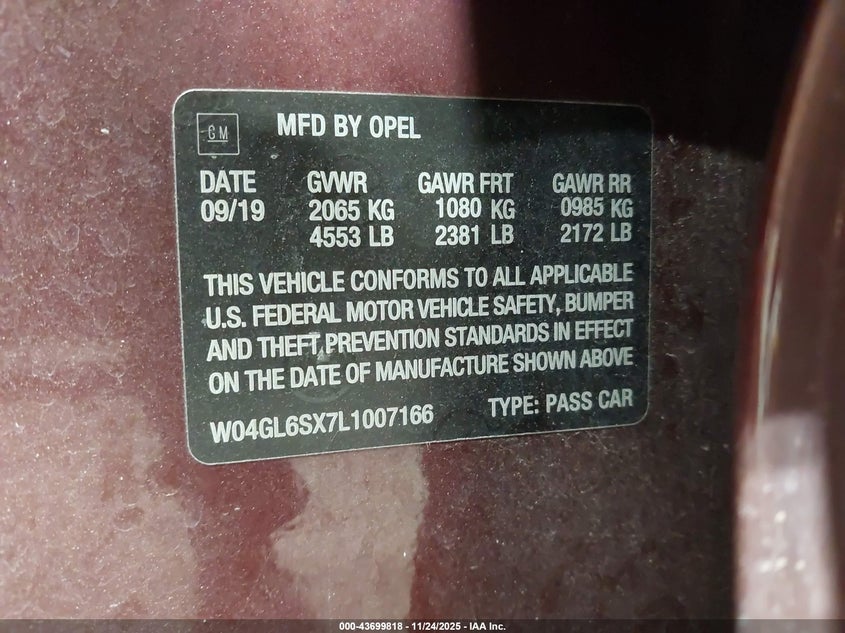 GM MFD BY OPEL
DATE GVWR GAWR FRT GAWR RR
09/19 2065 KG 1080 KG 0985 KG
4553 LB 2381 LB 2172 LB
THIS VEHICLE CONFORMS TO ALL APPLICABLE
U.S. FEDERAL MOTOR VEHICLE SAFETY, BUMPER
AND THEFT PREVENTION STANDARDS IN EFFECT
ON THE DATE OF MANUFACTURE SHOWN ABOVE
W04GL6SX7L1007166 TYPE: PASS CAR
000-43699818 - 11/24/2025 - IAA Inc.